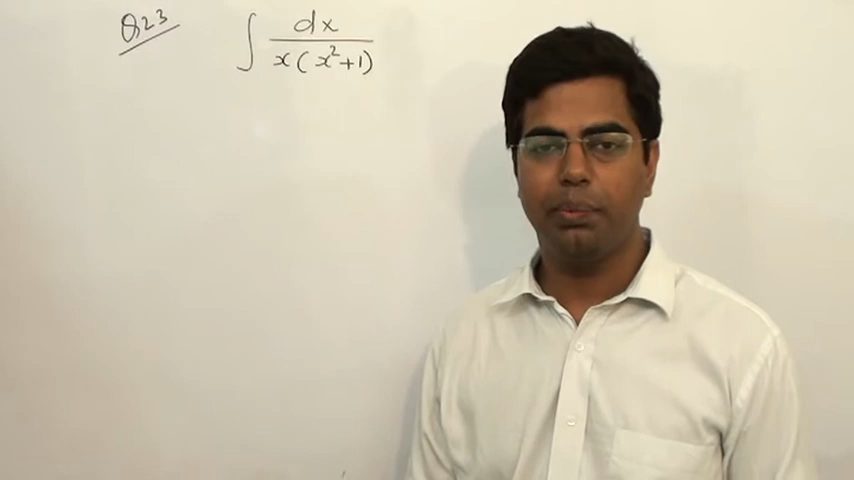 Q23
∫ dx / x(x²+1)